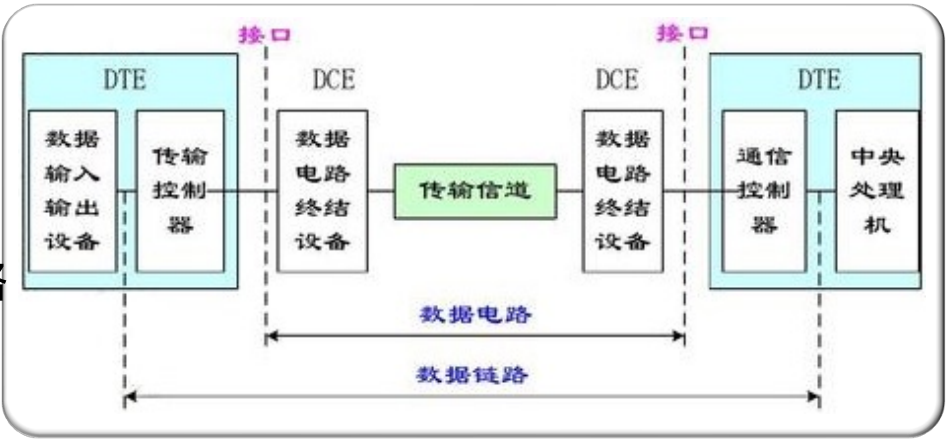 接口
接口
DTE
DCE
DCE
DTE
数据
输入
输出
设备
传输
控制
器
数据
电路
终结
设备
传输信道
数据
电路
终结
设备
通信
控制
器
中央
处理
机
数据电路
数据链路